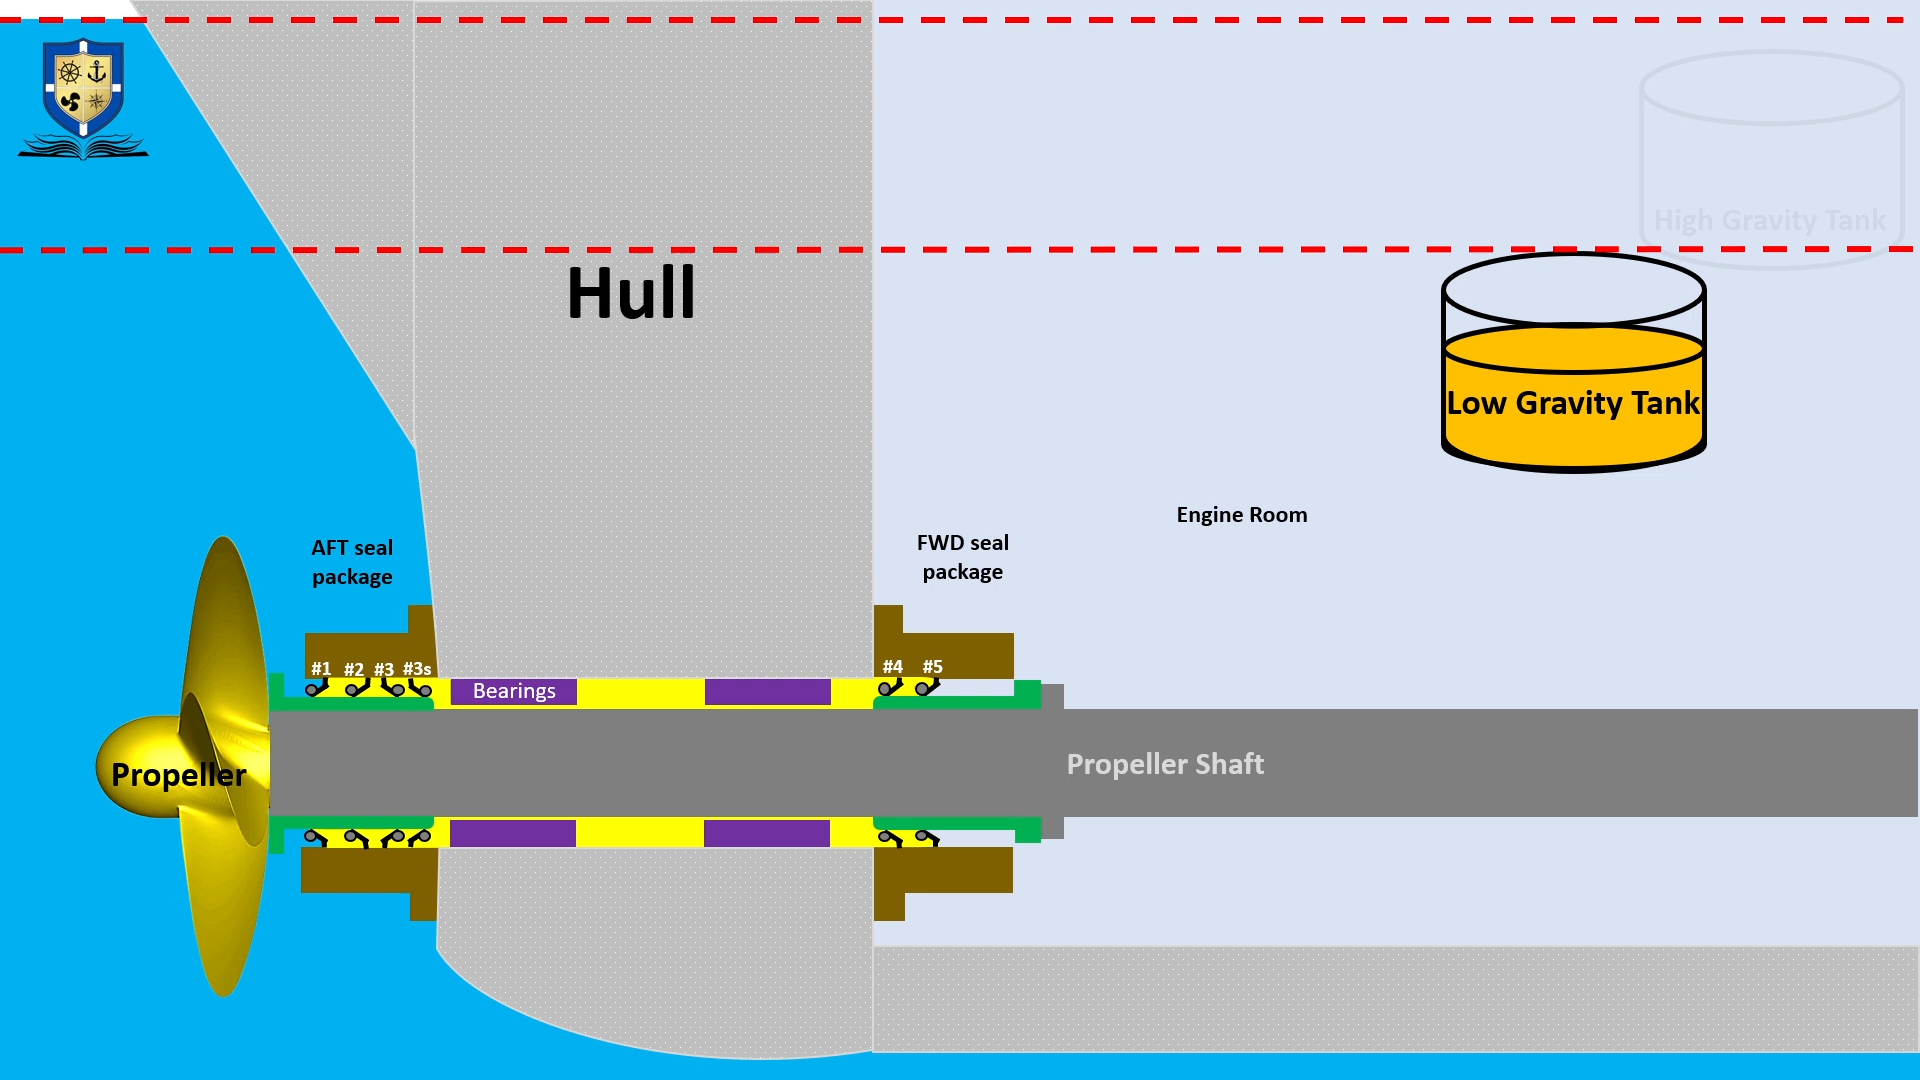 High Gravity Tank
Hull
Low Gravity Tank
Engine Room
AFT seal
package
FWD seal
package
#1 #2 #3 #3s
#4 #5
Bearings
Propeller
Propeller Shaft